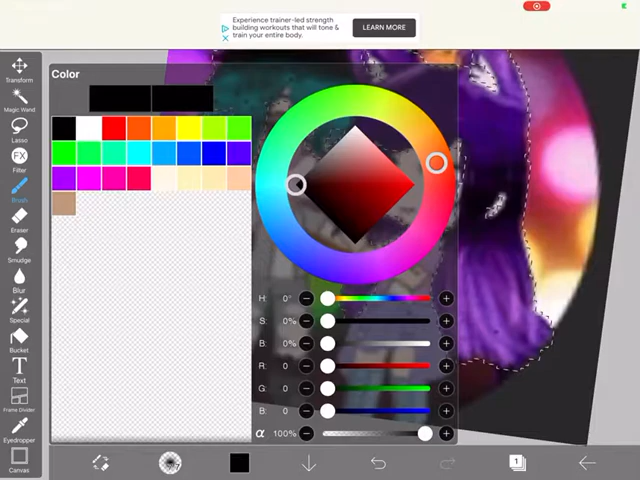 Experience trainer-led strength
building workouts that will tone &
train your entire body.
LEARN MORE
Transform
Magic Wand
Lasso
FX
Filter
Brush
Eraser
Smudge
Blur
Special
Bucket
T
Text
Frame Divider
Eyedropper
Canvas
Color
H: 0°
S: 0%
B: 0%
R: 0
G: 0
B: 0
α 100%
7
1